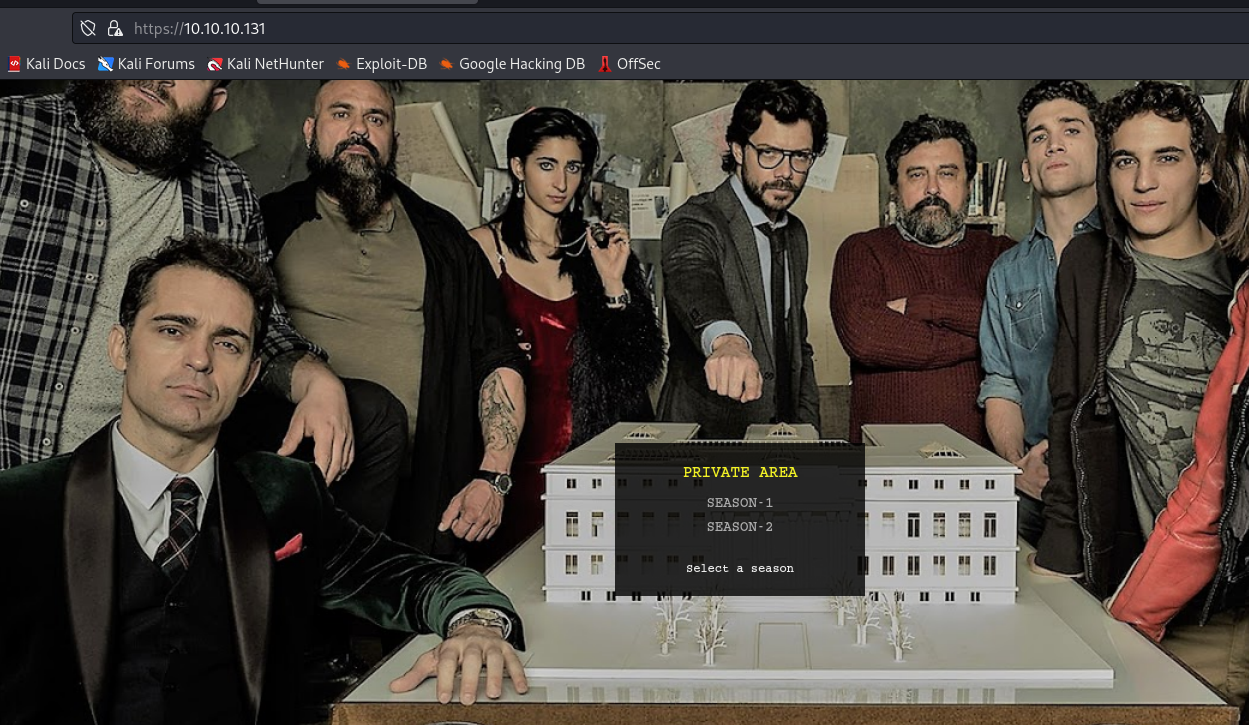 https://10.10.10.131
Kali Docs Kali Forums Kali NetHunter Exploit-DB Google Hacking DB OffSec
PRIVATE AREA
SEASON-1
SEASON-2
Select a season